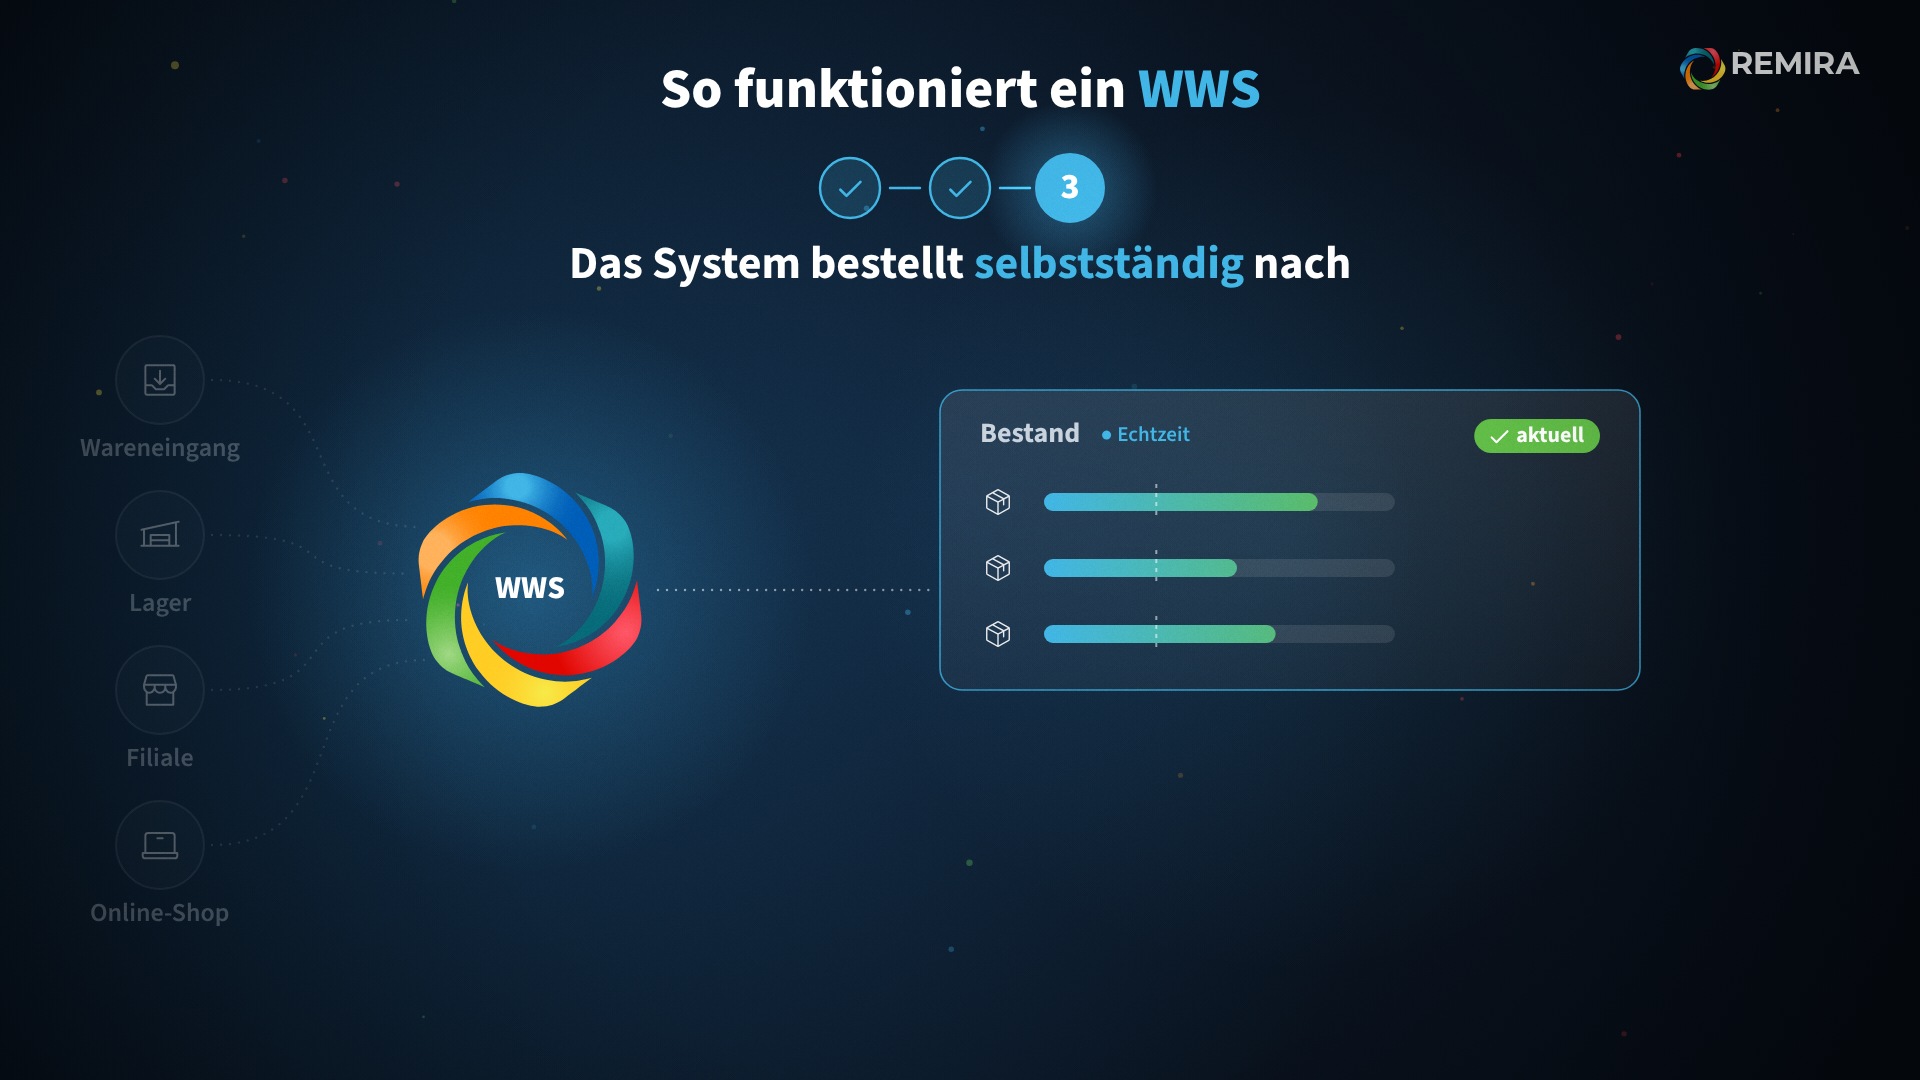 REMIRA
So funktioniert ein WWS
3
Das System bestellt selbstständig nach
Wareneingang
Lager
Filiale
Online-Shop
WWS
Bestand
Echtzeit
aktuell